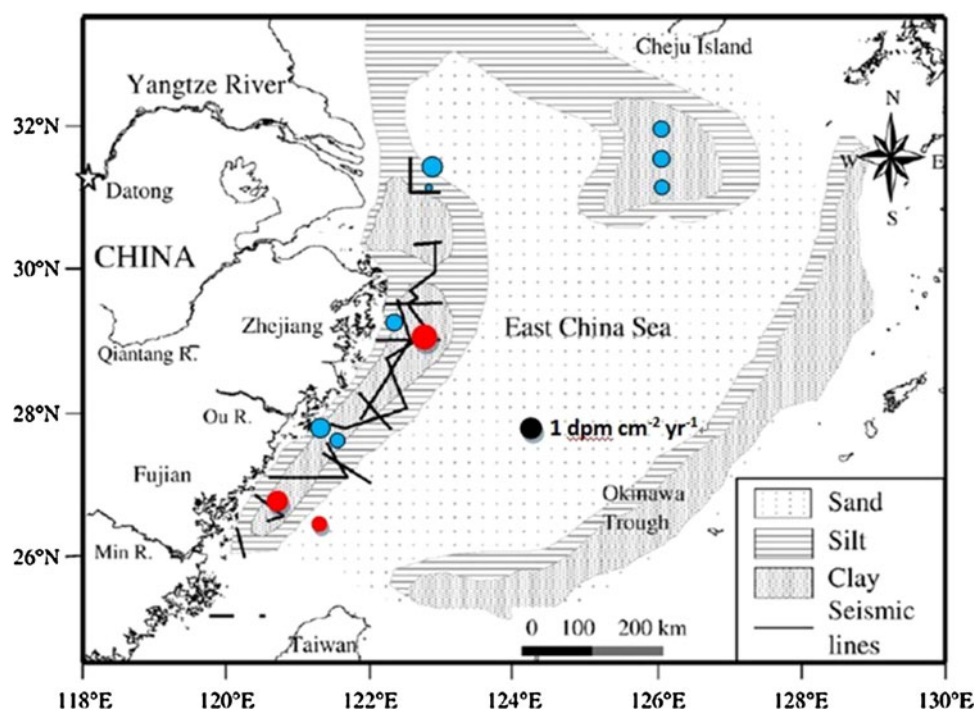 Cheju Island
Yangtze River
N
32°N
W
E
Datong
S
CHINA
30°N
Zhejiang
East China Sea
Qiantang R.
28°N
Ou R.
1 dpm cm-2 yr-1
Fujian
Okinawa
Trough
Sand
Silt
Min R.
26°N
Clay
Seismic
lines
0 100 200 km
Taiwan
118°E 120°E 122°E 124°E 126°E 128°E 130°E